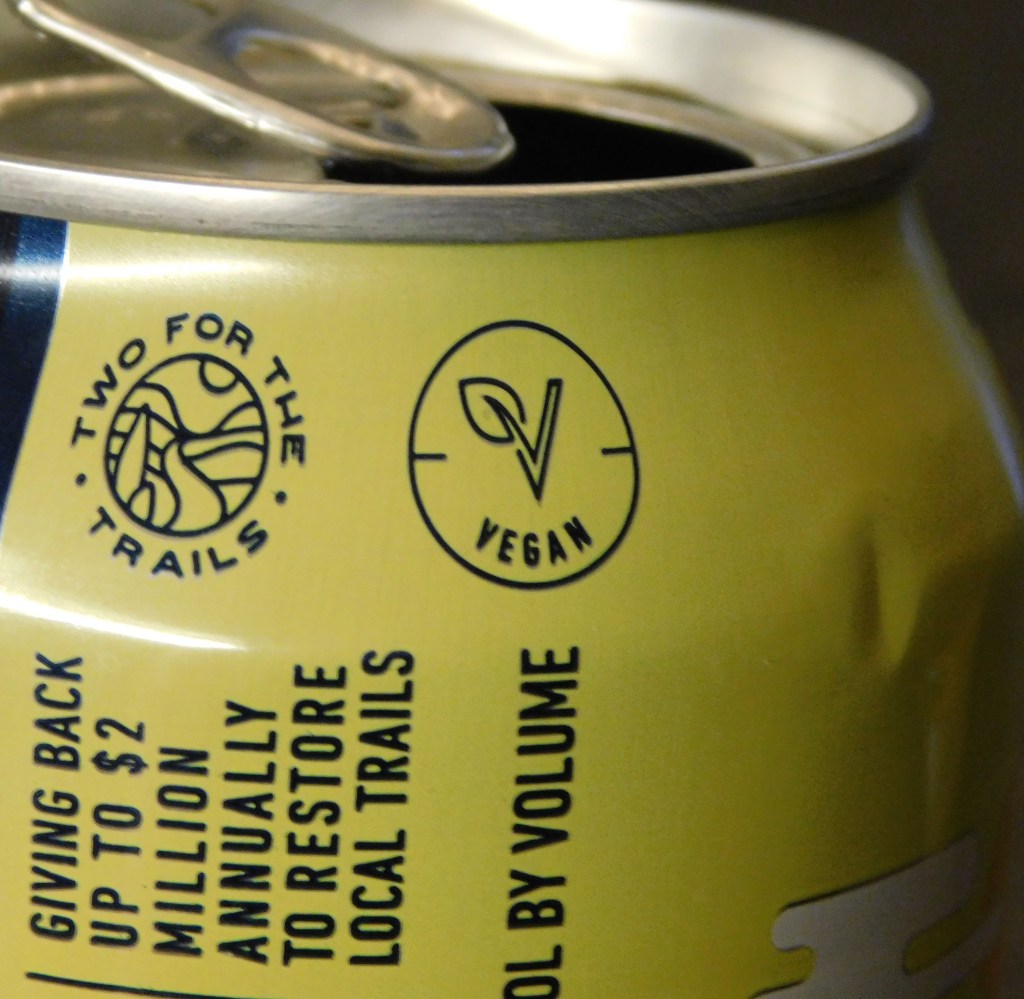 TWO FOR THE
TRAILS
VEGAN
GIVING BACK
UP TO $2
MILLION
ANNUALLY
TO RESTORE
LOCAL TRAILS
OL BY VOLUME